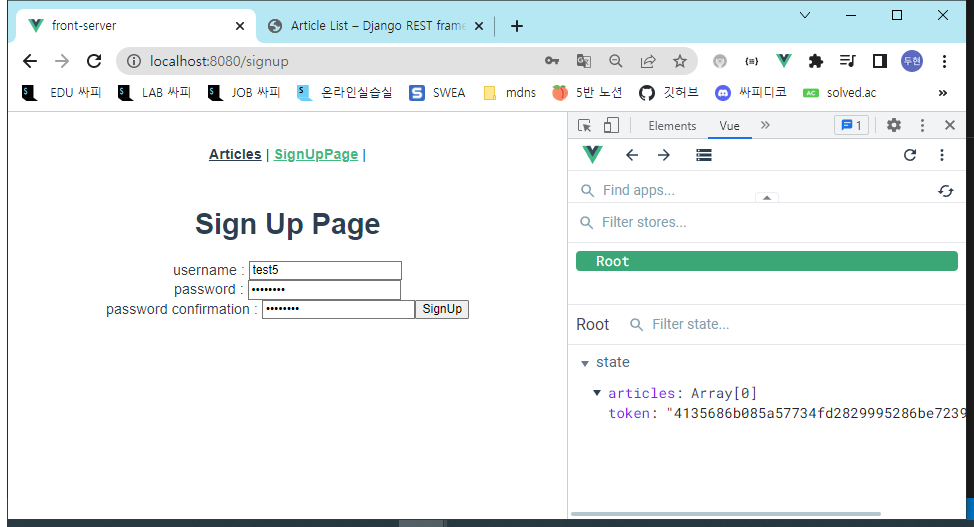 front-server
Article List – Django REST frame
localhost:8080/signup
두현
EDU 싸피
LAB 싸피
JOB 싸피
온라인실습실
SWEA
mdns
5반 노션
깃허브
싸피디코
AC solved.ac
»
Articles | SignUpPage |
Sign Up Page
username : test5
password : ••••••••
password confirmation : •••••••• SignUp
Elements Vue » 1
Find apps...
Filter stores...
Root
Root Filter state...
state
articles: Array[0]
token: "4135686b085a57734fd2829995286be7239